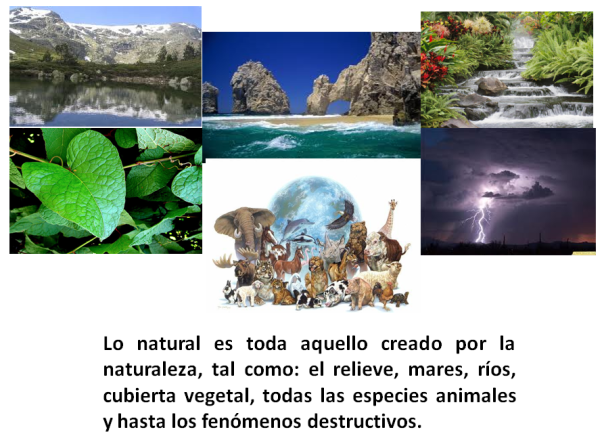 Lo natural es toda aquello creado por la
naturaleza, tal como: el relieve, mares, ríos,
cubierta vegetal, todas las especies animales
y hasta los fenómenos destructivos.